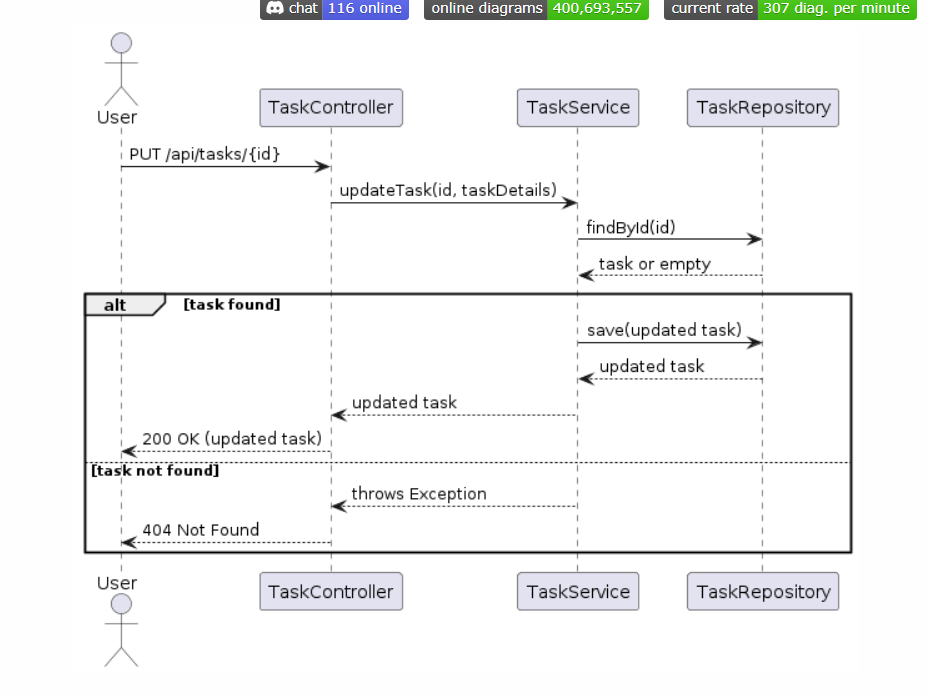 chat 116 online online diagrams 400,693,557 current rate 307 diag. per minute
User
TaskController
TaskService
TaskRepository
PUT /api/tasks/{id}
updateTask(id, taskDetails)
findById(id)
task or empty
alt [task found]
save(updated task)
updated task
updated task
200 OK (updated task)
[task not found]
throws Exception
404 Not Found
User
TaskController
TaskService
TaskRepository